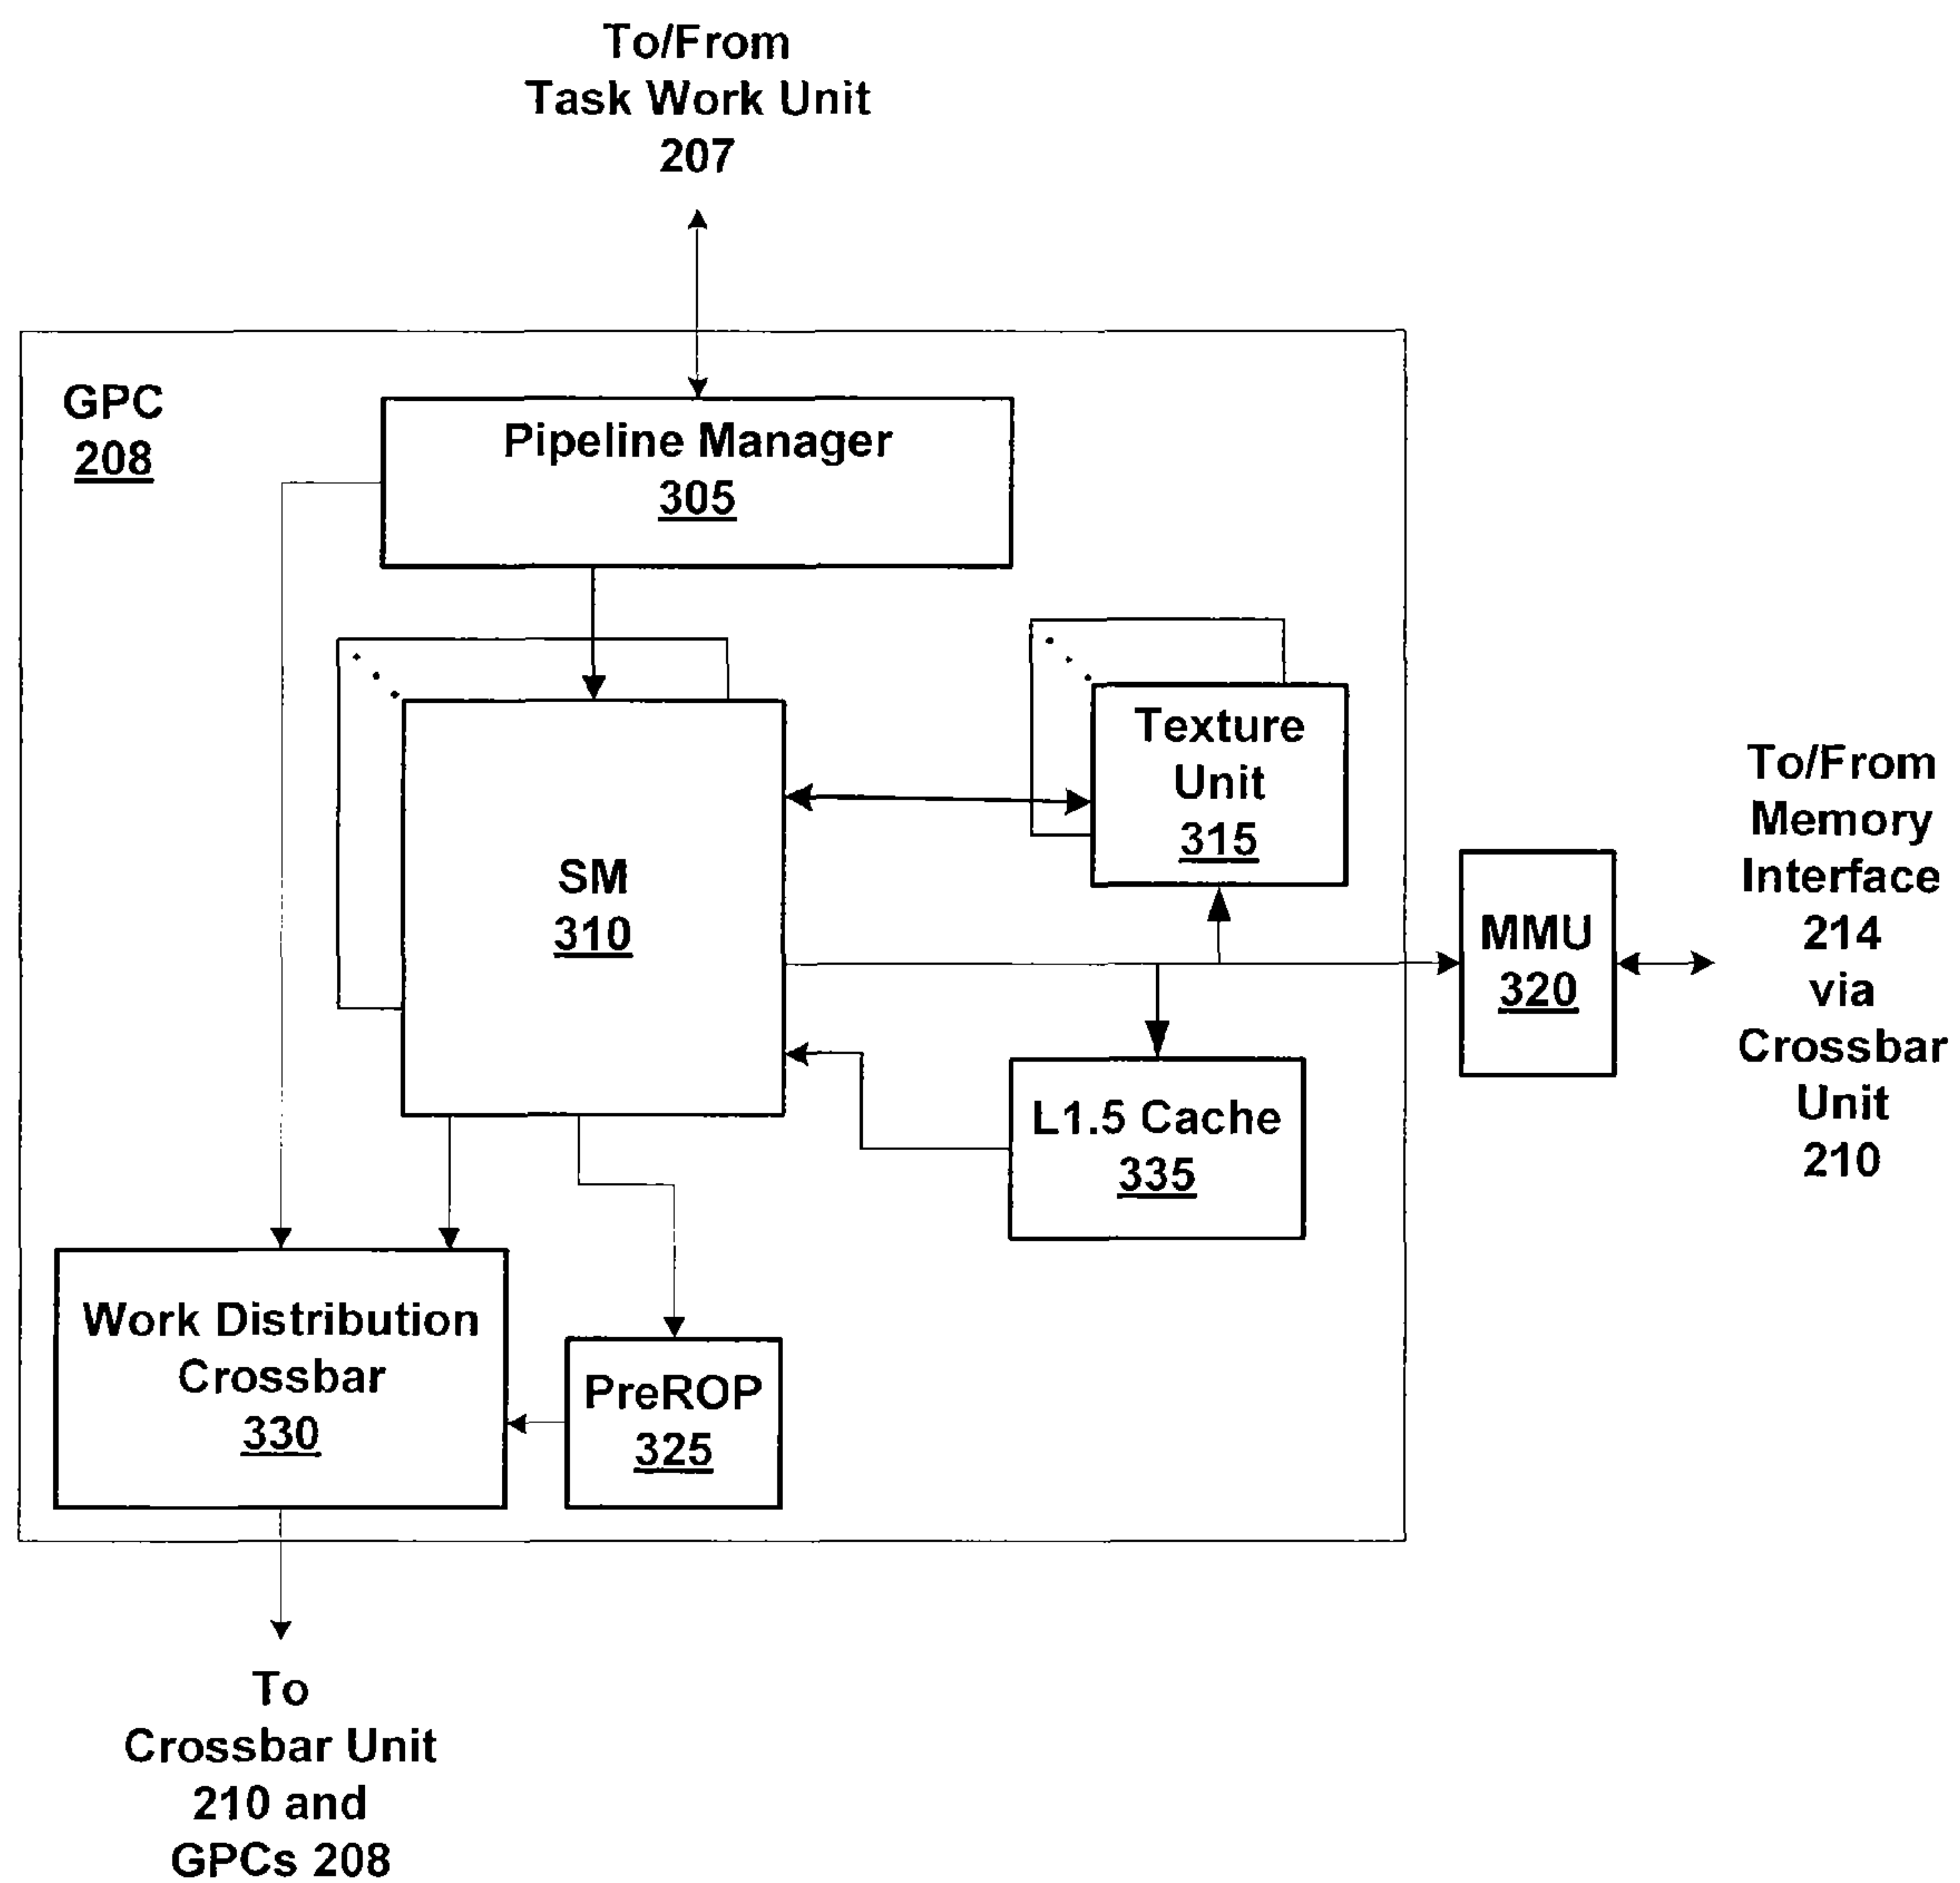 To/From
Task Work Unit
207
GPC
208
Pipeline Manager
305
Texture
Unit
315
SM
310
MMU
320
To/From
Memory
Interface
214
via
Crossbar
Unit
210
L1.5 Cache
335
Work Distribution
Crossbar
330
PreROP
325
To
Crossbar Unit
210 and
GPCs 208